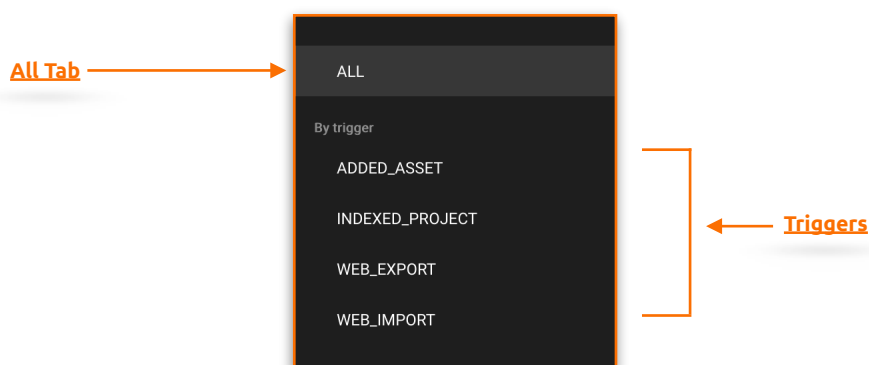 All Tab
ALL
By trigger
ADDED_ASSET
INDEXED_PROJECT
Triggers
WEB_EXPORT
WEB_IMPORT